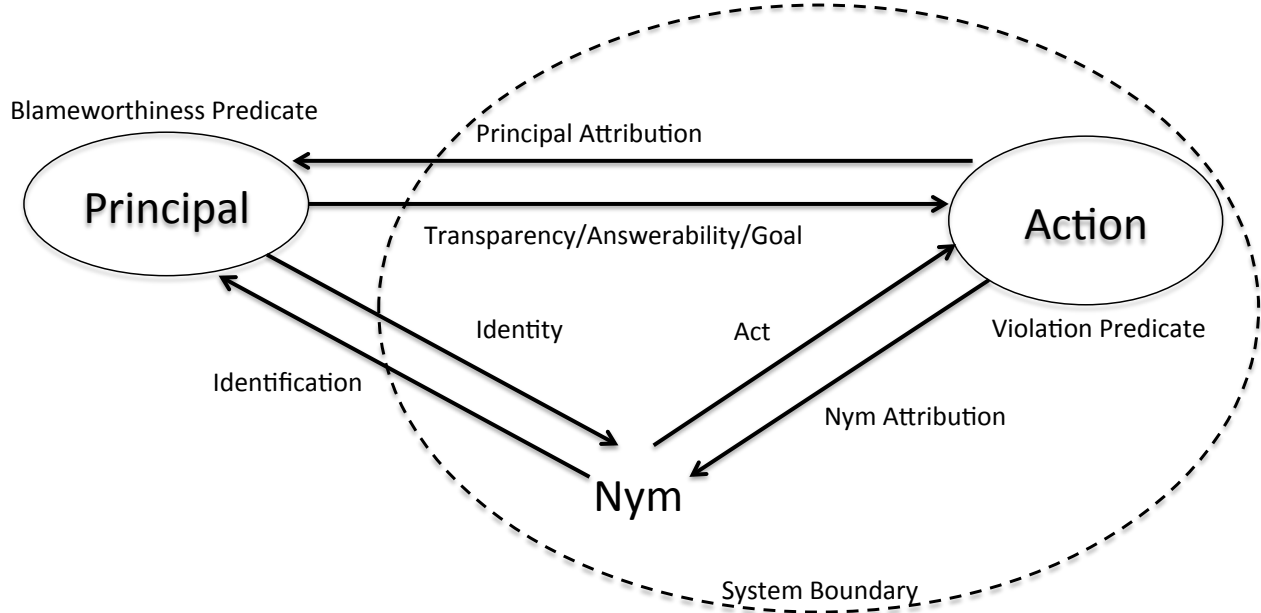 Blameworthiness Predicate
Principal Attribution
Principal
Action
Transparency/Answerability/Goal
Identity
Act
Violation Predicate
Identification
Nym Attribution
Nym
System Boundary